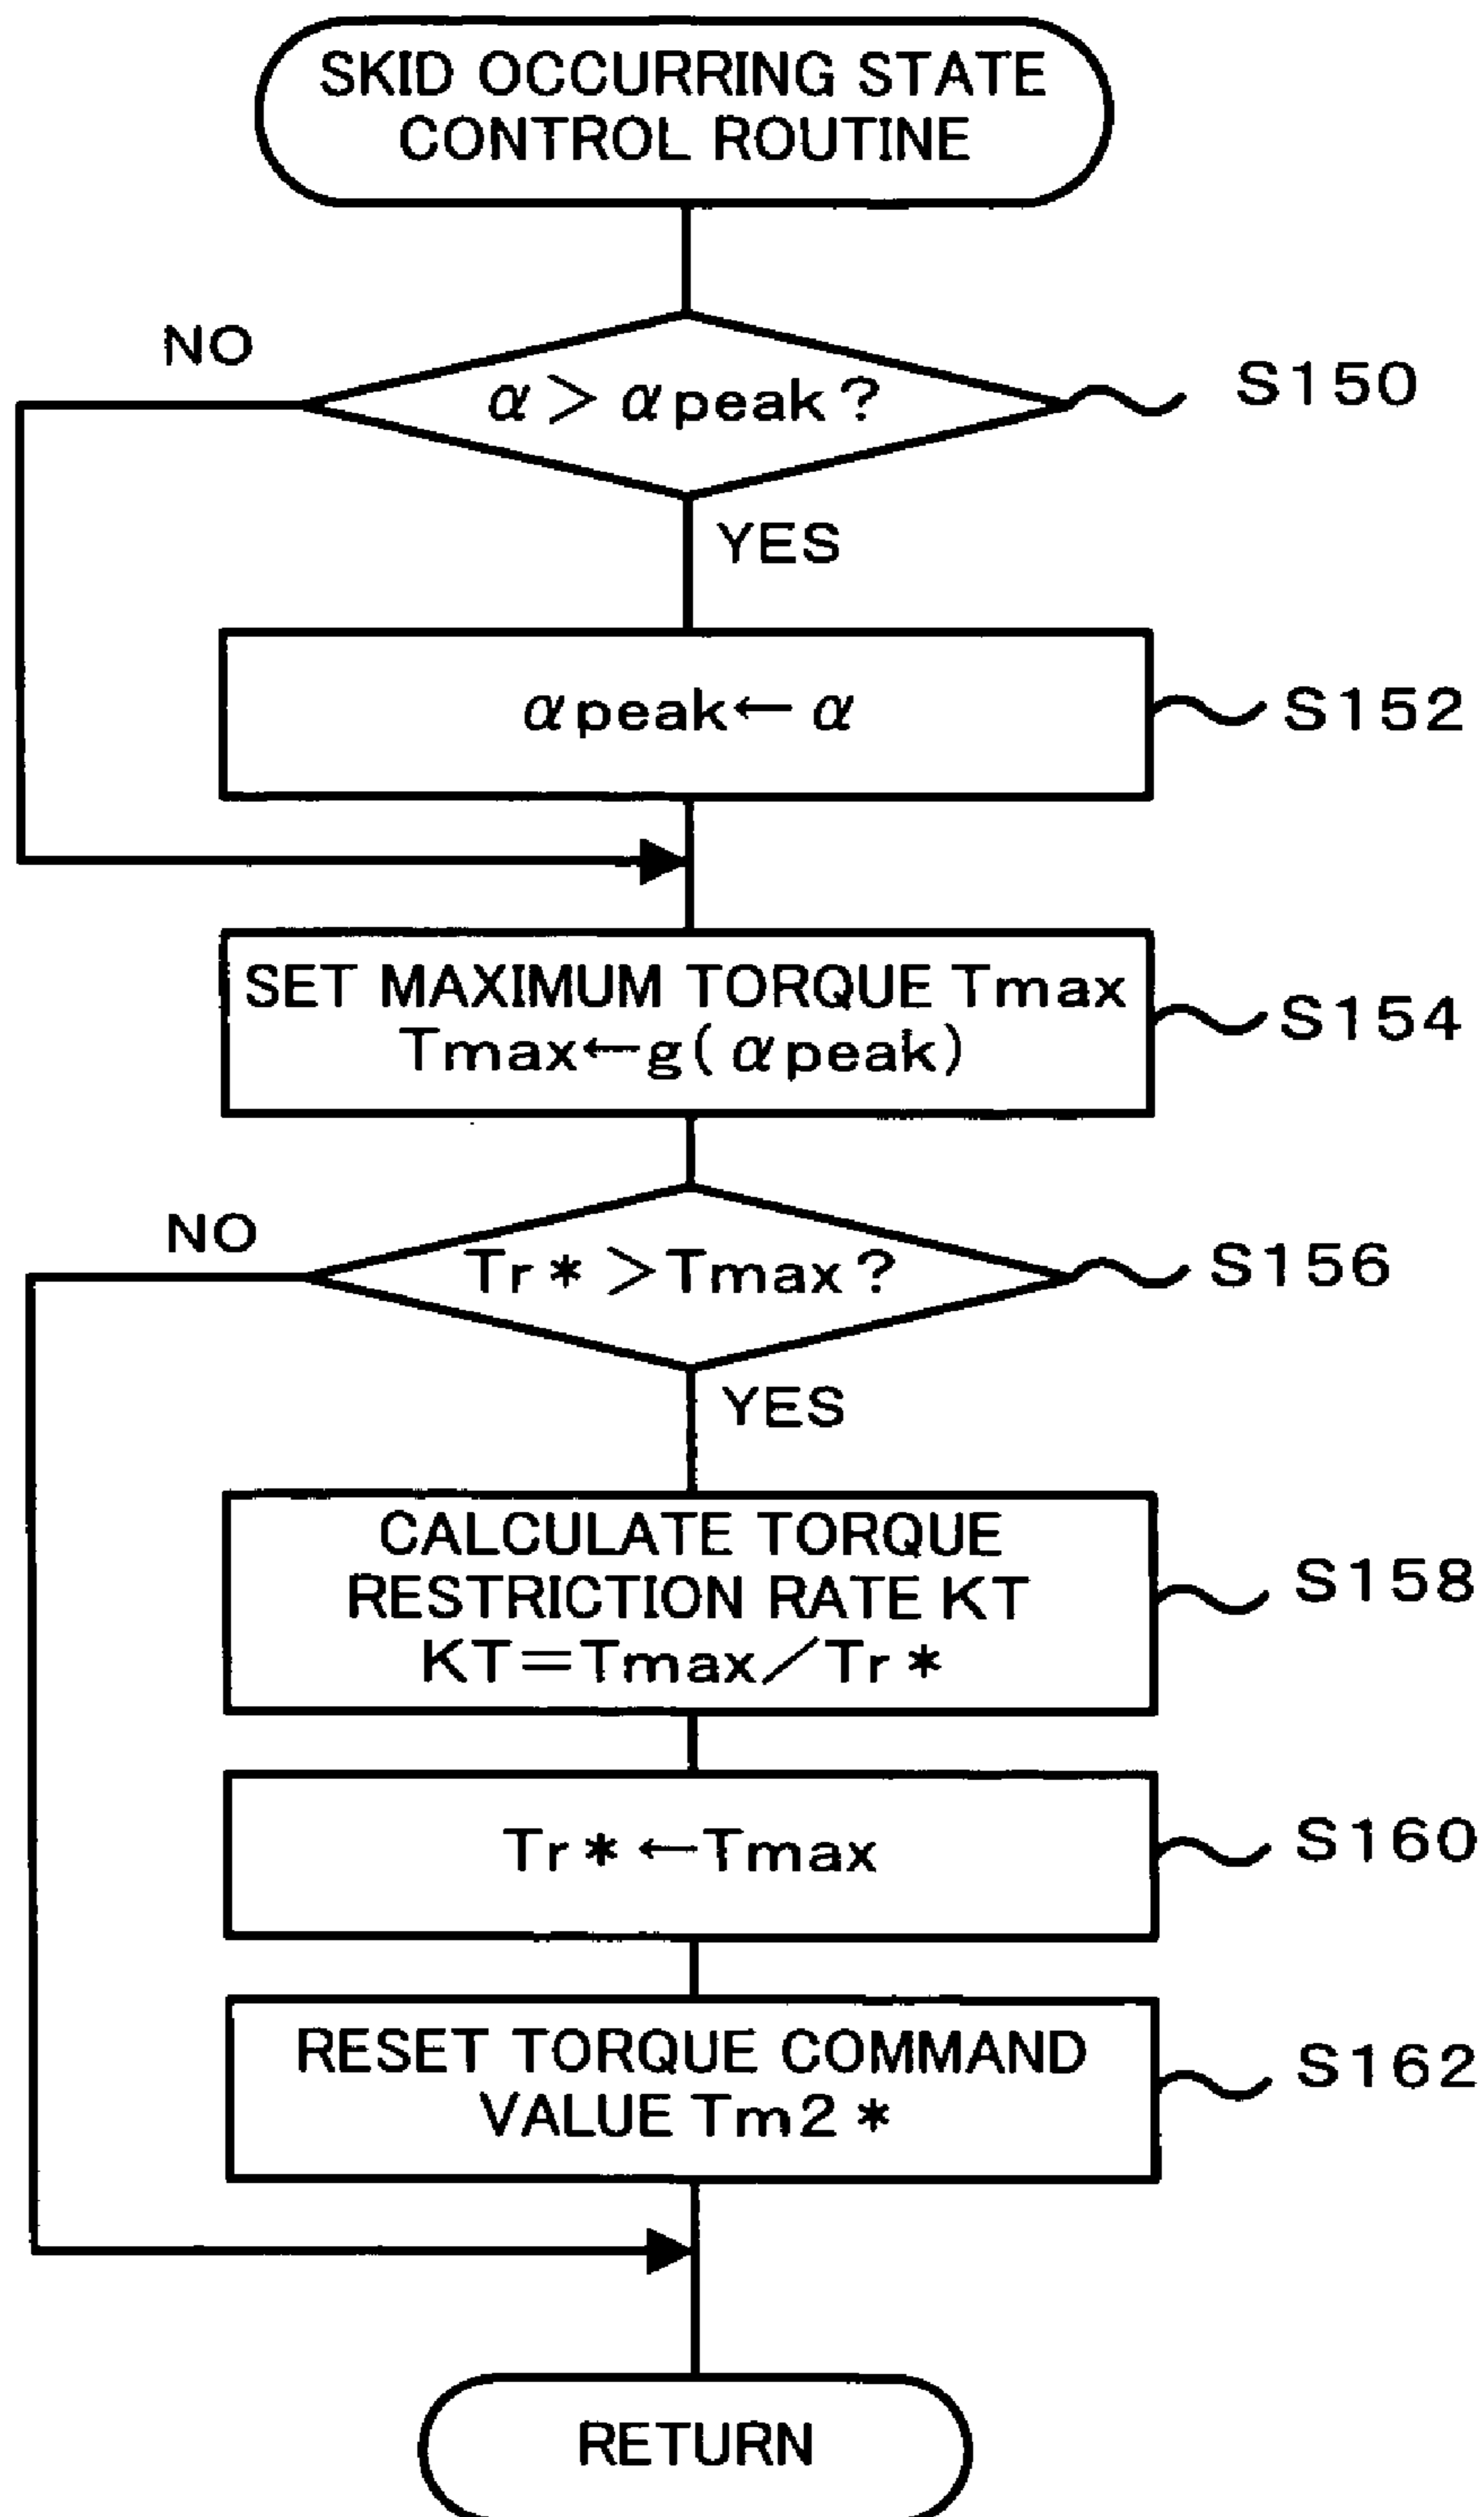 SKID OCCURRING STATE
CONTROL ROUTINE
NO
α > αpeak ?
S150
YES
αpeak ← α
S152
SET MAXIMUM TORQUE Tmax
Tmax ← g( αpeak)
S154
NO
Tr * > Tmax ?
S156
YES
CALCULATE TORQUE
RESTRICTION RATE KT
KT = Tmax / Tr *
S158
Tr * ← Tmax
S160
RESET TORQUE COMMAND
VALUE Tm2 *
S162
RETURN